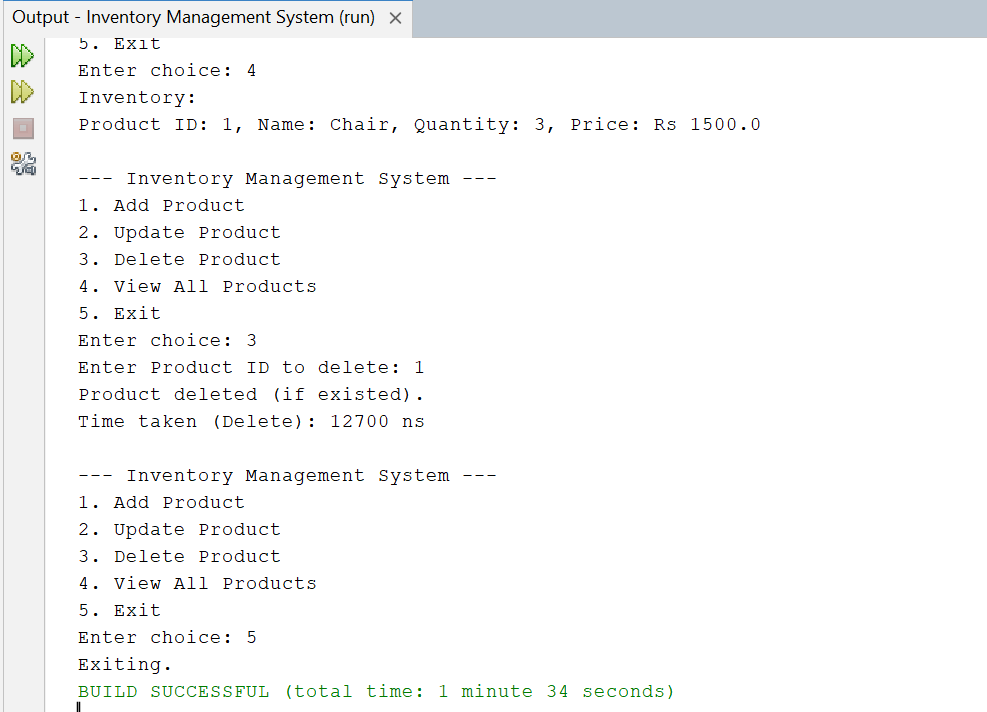 Output - Inventory Management System (run)
5. Exit
Enter choice: 4
Inventory:
Product ID: 1, Name: Chair, Quantity: 3, Price: Rs 1500.0
--- Inventory Management System ---
1. Add Product
2. Update Product
3. Delete Product
4. View All Products
5. Exit
Enter choice: 3
Enter Product ID to delete: 1
Product deleted (if existed).
Time taken (Delete): 12700 ns
--- Inventory Management System ---
1. Add Product
2. Update Product
3. Delete Product
4. View All Products
5. Exit
Enter choice: 5
Exiting.
BUILD SUCCESSFUL (total time: 1 minute 34 seconds)